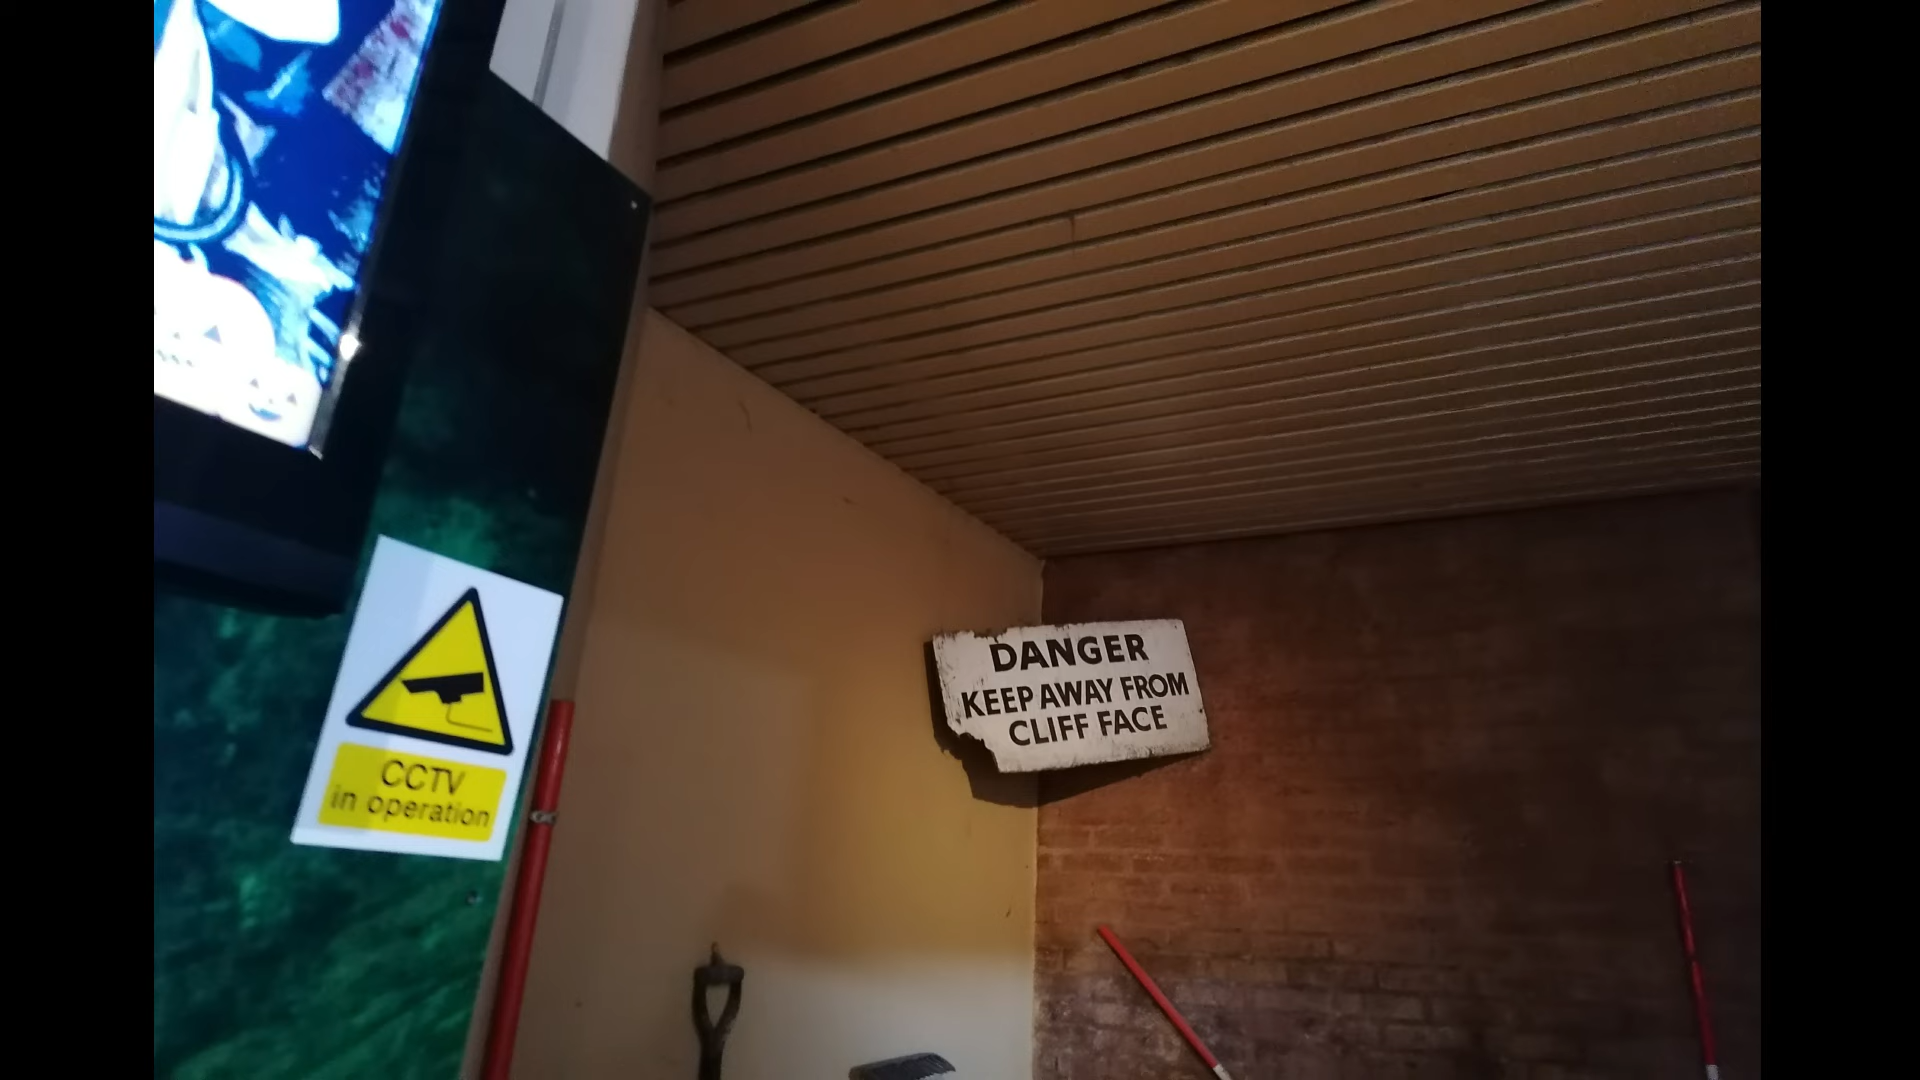 CCTV
in operation
DANGER
KEEP AWAY FROM
CLIFF FACE